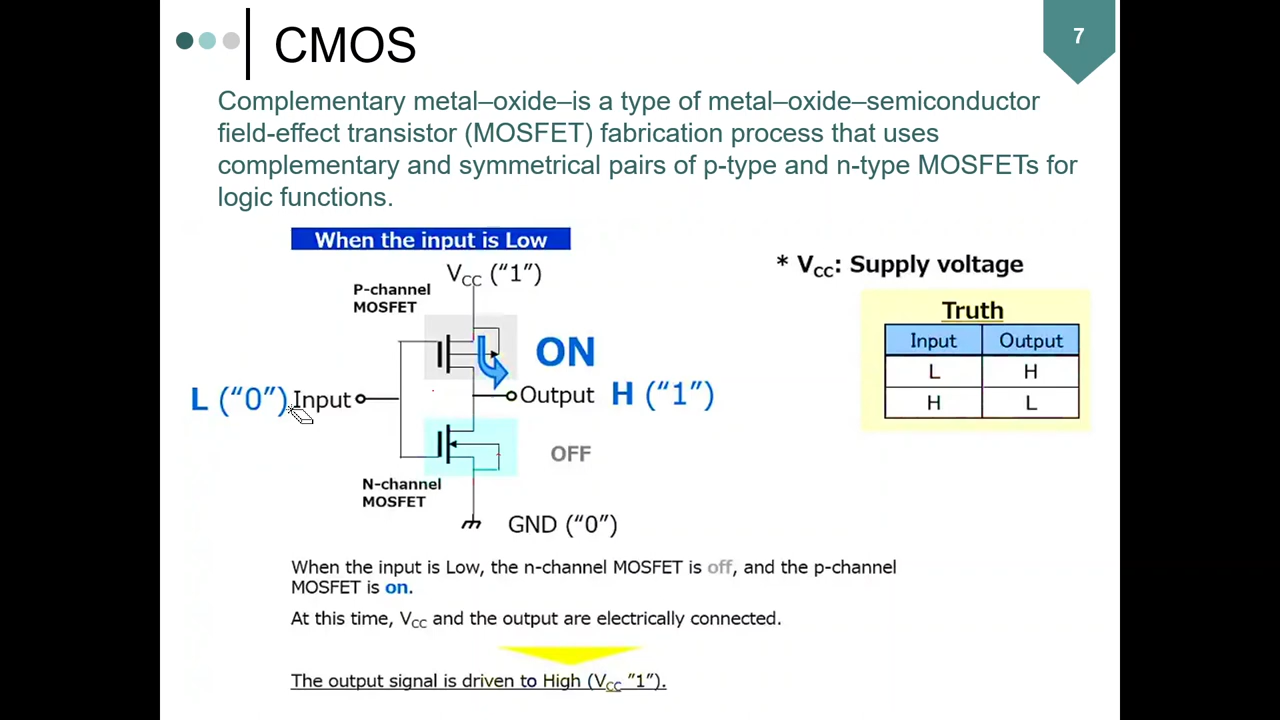 CMOS
7
Complementary metal–oxide–is a type of metal–oxide–semiconductor
field-effect transistor (MOSFET) fabrication process that uses
complementary and symmetrical pairs of p-type and n-type MOSFETs for
logic functions.
When the input is Low
* VCC: Supply voltage
VCC (“1”)
P-channel
MOSFET
Truth
Input Output
L H
H L
ON
L (“0”) Input
Output H (“1”)
OFF
N-channel
MOSFET
GND (“0”)
When the input is Low, the n-channel MOSFET is off, and the p-channel
MOSFET is on.
At this time, VCC and the output are electrically connected.
The output signal is driven to High (VCC ”1”).